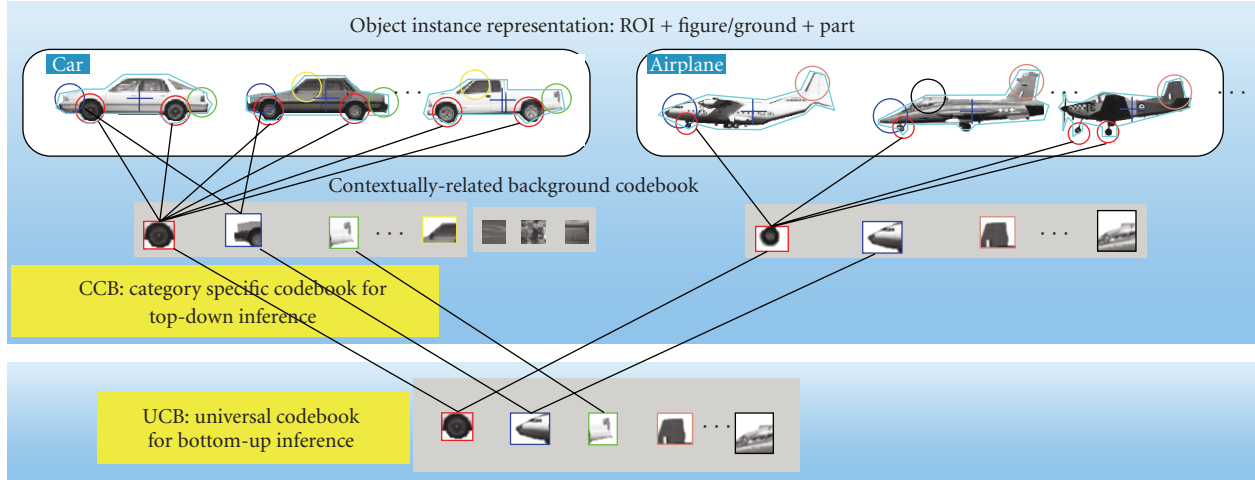 Object instance representation: ROI + figure/ground + part
Car
Airplane
· · ·
· · ·
· · ·
Contextually-related background codebook
· · ·
· · ·
CCB: category specific codebook for
top-down inference
UCB: universal codebook
for bottom-up inference
· · ·